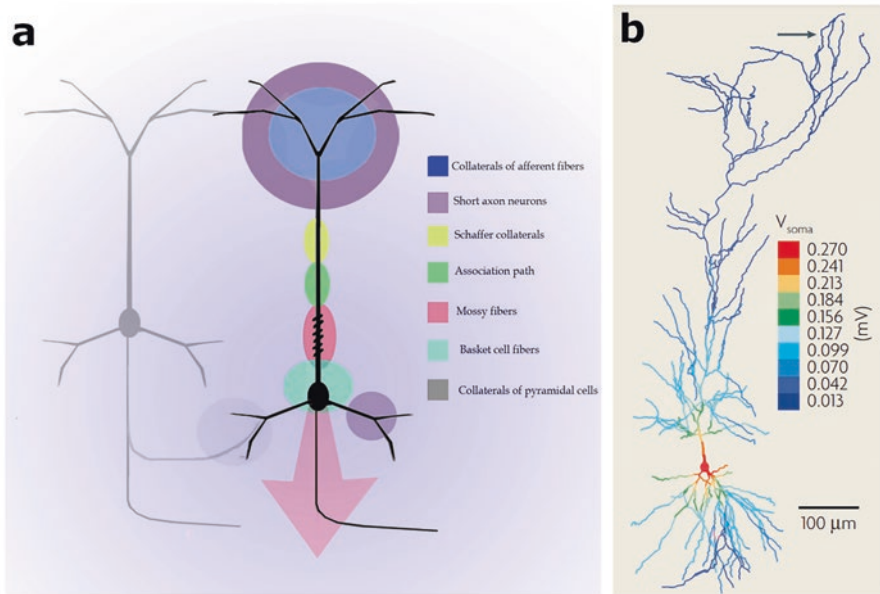 a
Collaterals of afferent fibers
Short axon neurons
Schaffer collaterals
Association path
Mossy fibers
Basket cell fibers
Collaterals of pyramidal cells
b
V soma
0.270
0.241
0.213
0.184
0.156
0.127
0.099
0.070
0.042
0.013
(mV)
100 µm